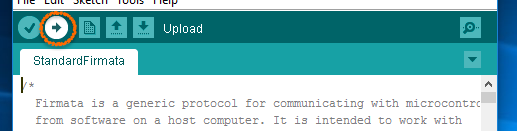 File Edit Sketch Tools Help
Upload
StandardFirmata
/*
Firmata is a generic protocol for communicating with microcontro
from software on a host computer. It is intended to work with